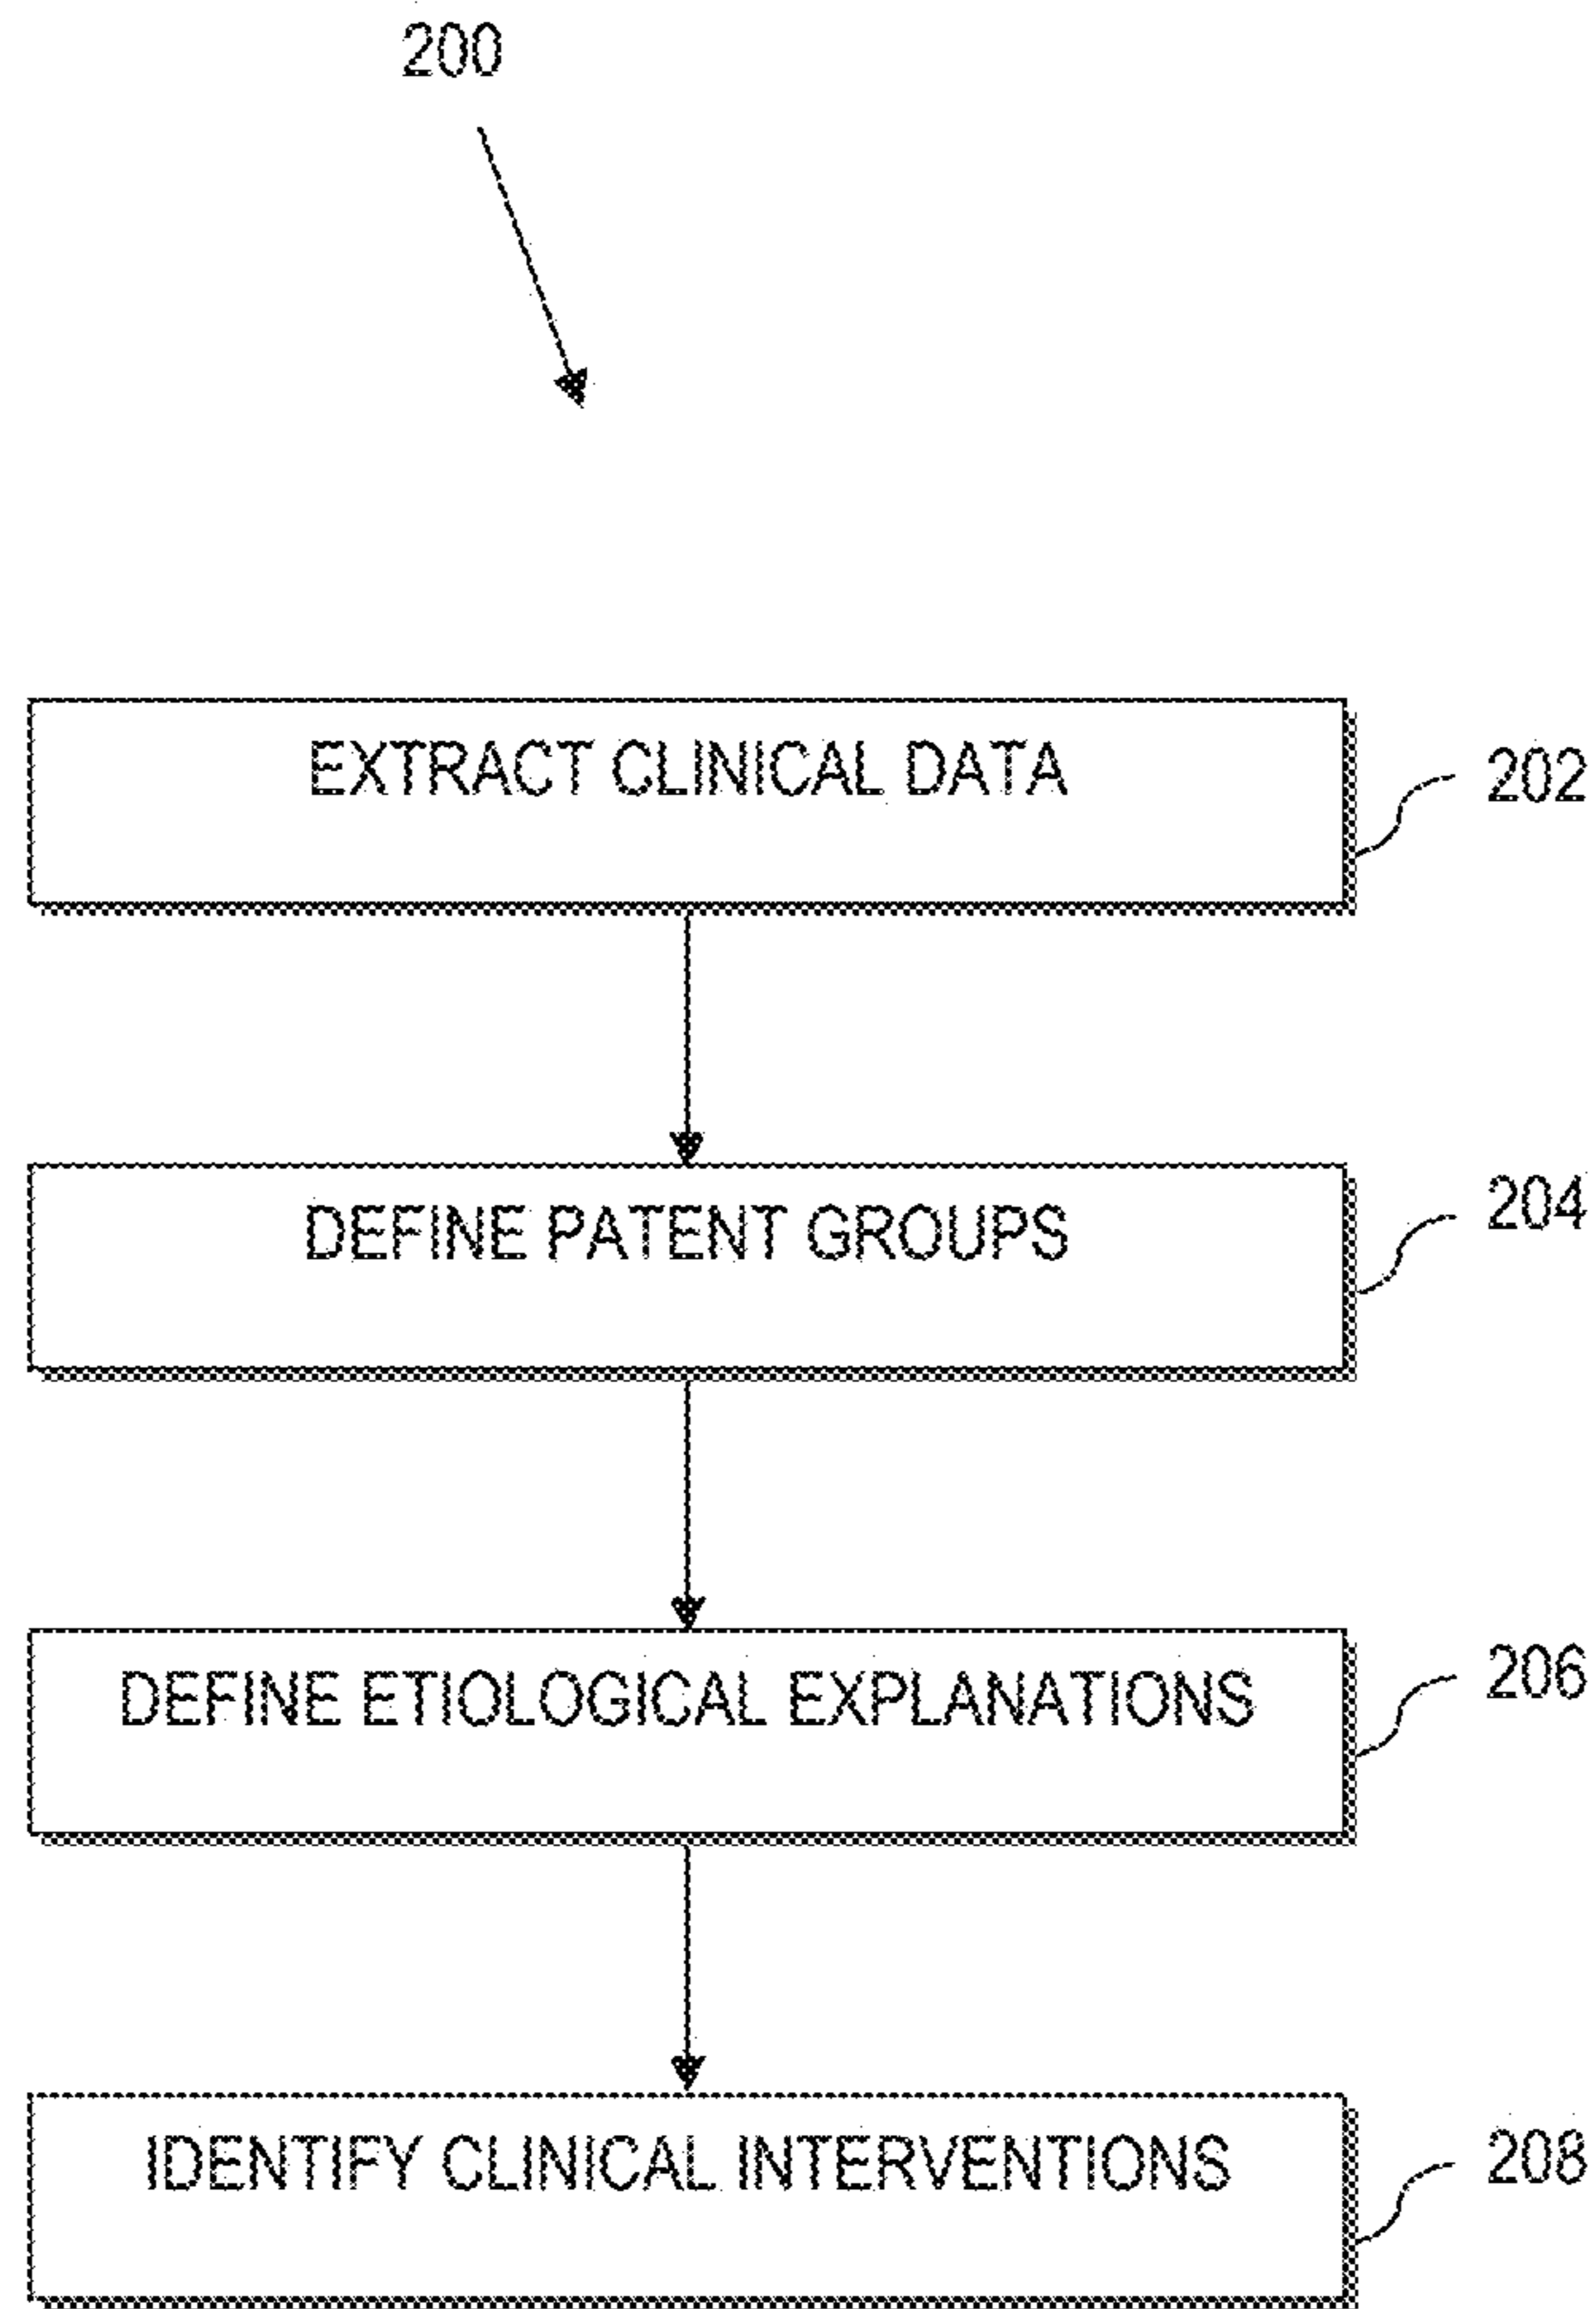 200
EXTRACT CLINICAL DATA
202
DEFINE PATENT GROUPS
204
DEFINE ETIOLOGICAL EXPLANATIONS
206
IDENTIFY CLINICAL INTERVENTIONS
208